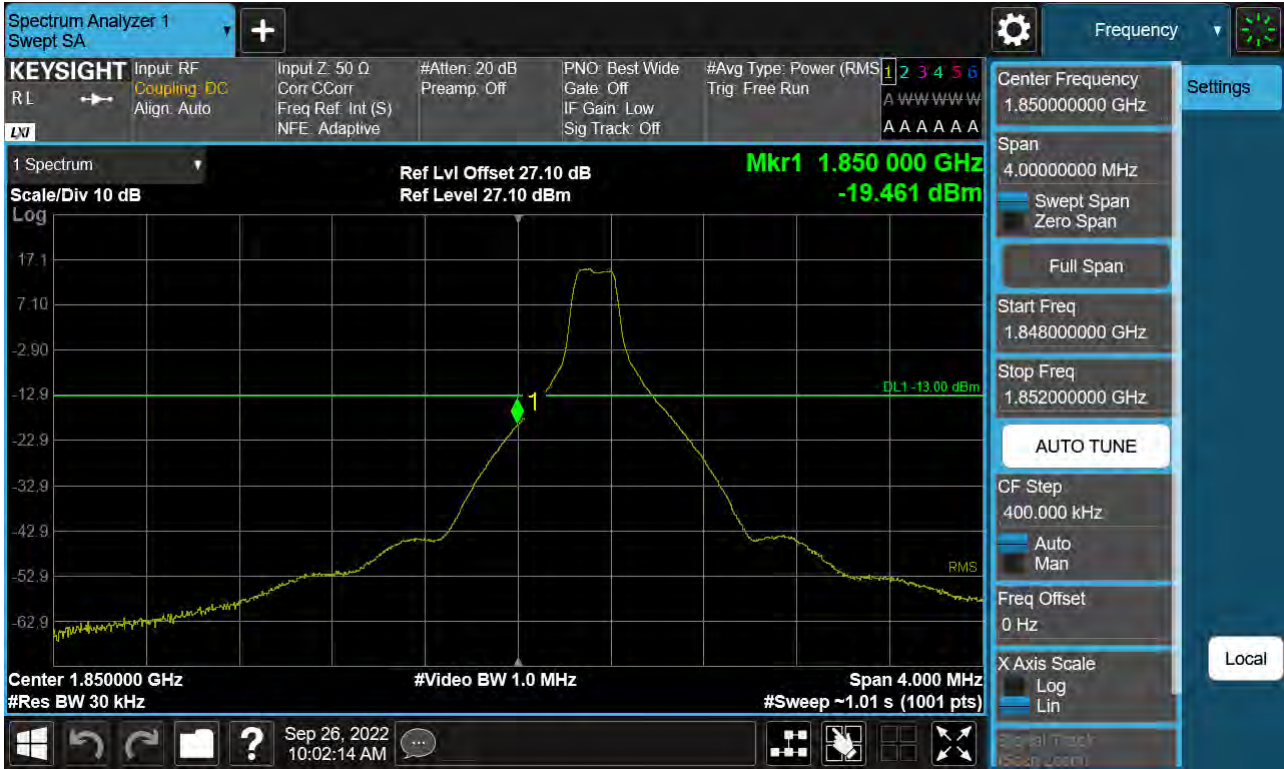 Spectrum Analyzer 1
Swept SA
Frequency
KEYSIGHT
Input: RF
Input Z: 50 Ω
#Atten: 20 dB
PNO: Best Wide
#Avg Type: Power (RMS
1 2 3 4 5 6
R L
Coupling: DC
Corr CCorr
Preamp: Off
Gate: Off
Trig: Free Run
A W W W W W
Align: Auto
Freq Ref: Int (S)
IF Gain: Low
LXI
NFE: Adaptive
Sig Track: Off
A A A A A A
1 Spectrum
Ref Lvl Offset 27.10 dB
Mkr1 1.850 000 GHz
Scale/Div 10 dB
Ref Level 27.10 dBm
-19.461 dBm
Log
17.1
7.10
-2.90
-12.9
-22.9
-32.9
-42.9
-52.9
-62.9
DL1 -13.00 dBm
1
RMS
Center 1.850000 GHz
#Video BW 1.0 MHz
Span 4.000 MHz
#Res BW 30 kHz
#Sweep ~1.01 s (1001 pts)
Center Frequency
1.850000000 GHz
Settings
Span
4.00000000 MHz
Swept Span
Zero Span
Full Span
Start Freq
1.848000000 GHz
Stop Freq
1.852000000 GHz
AUTO TUNE
CF Step
400.000 kHz
Auto
Man
Freq Offset
0 Hz
X Axis Scale
Log
Lin
Local
Sep 26, 2022
10:02:14 AM